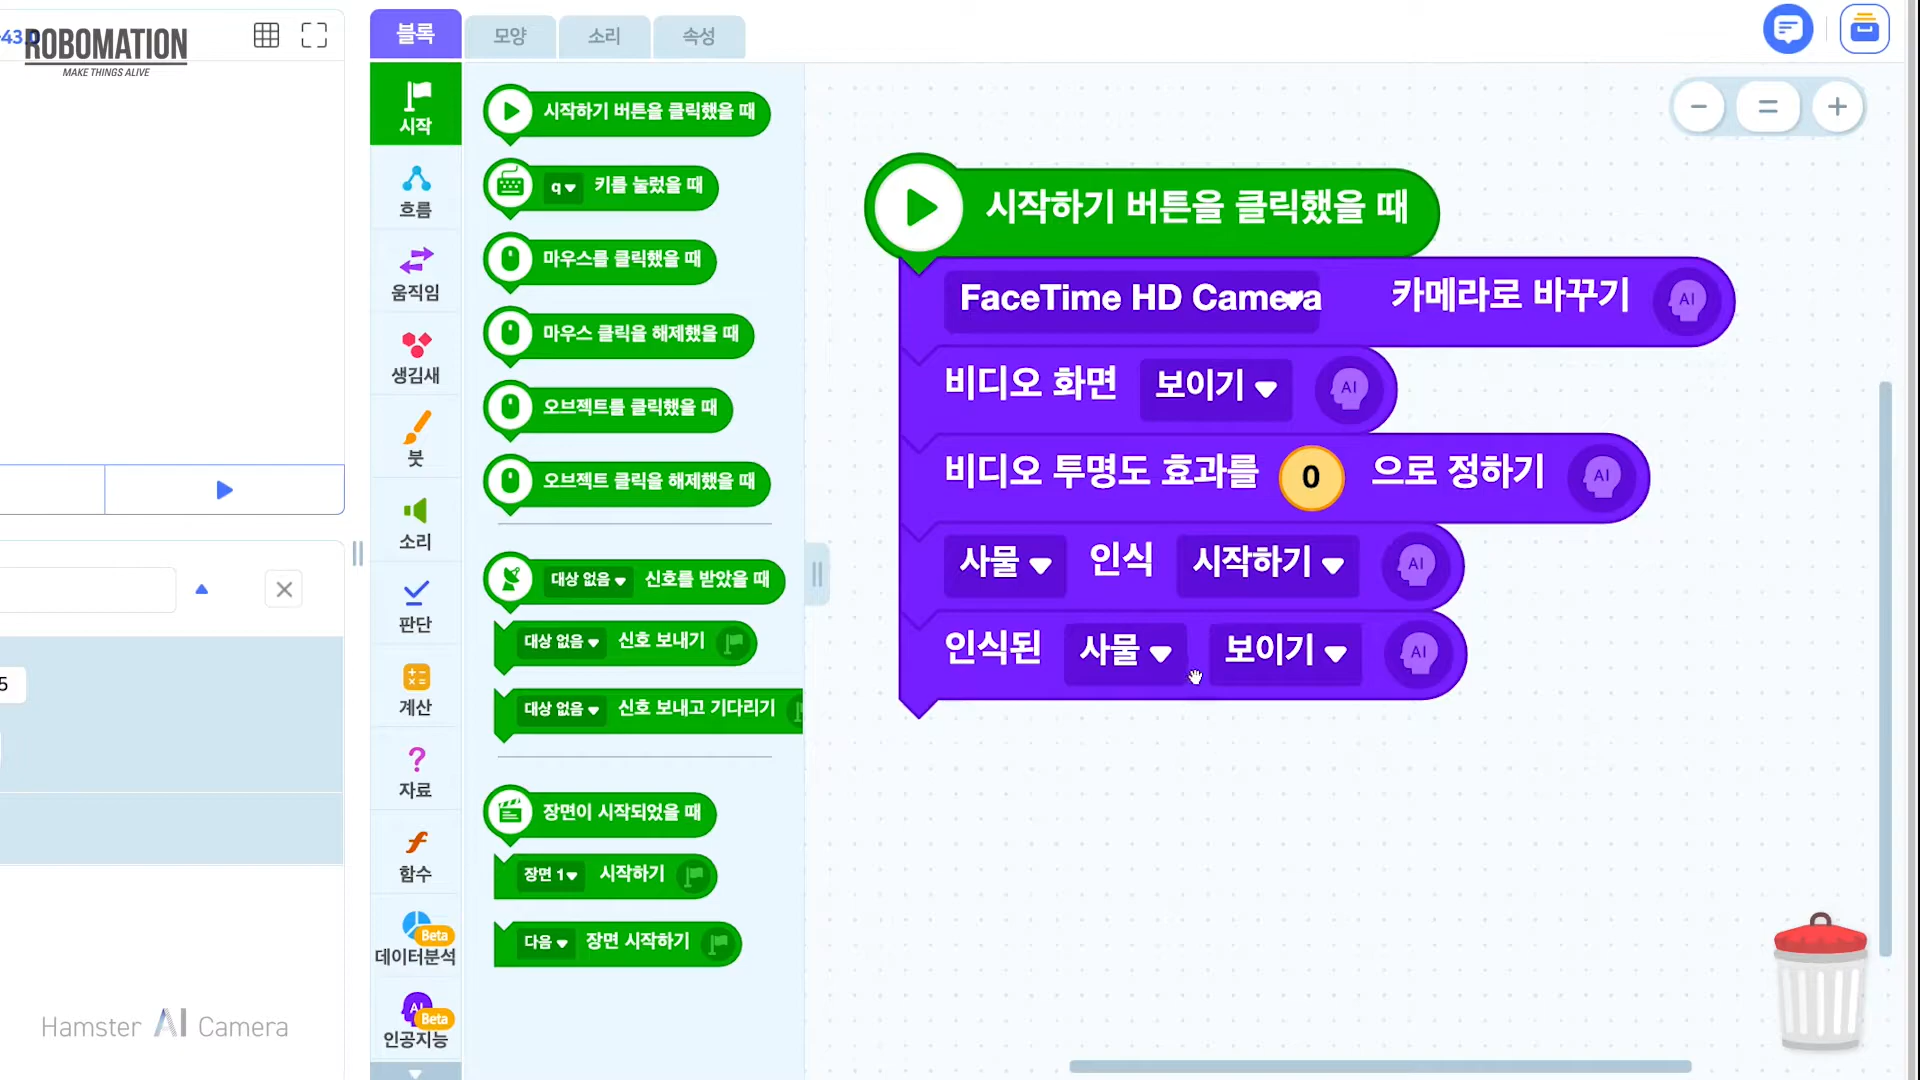 -43.
ROBOMATION
MAKE THINGS ALIVE
5
Hamster AI Camera
블록
모양
소리
속성
시작
흐름
움직임
생김새
붓
소리
판단
계산
자료
함수
Beta
데이터분석
AI
Beta
인공지능
시작하기 버튼을 클릭했을 때
q 키를 눌렀을 때
마우스를 클릭했을 때
마우스 클릭을 해제했을 때
오브젝트를 클릭했을 때
오브젝트 클릭을 해제했을 때
대상 없음 신호를 받았을 때
대상 없음 신호 보내기
대상 없음 신호 보내고 기다리기
장면이 시작되었을 때
장면 1 시작하기
다음 장면 시작하기
시작하기 버튼을 클릭했을 때
FaceTime HD Camera 카메라로 바꾸기 AI
비디오 화면 보이기 AI
비디오 투명도 효과를 0 으로 정하기 AI
사물 인식 시작하기 AI
인식된 사물 보이기 AI